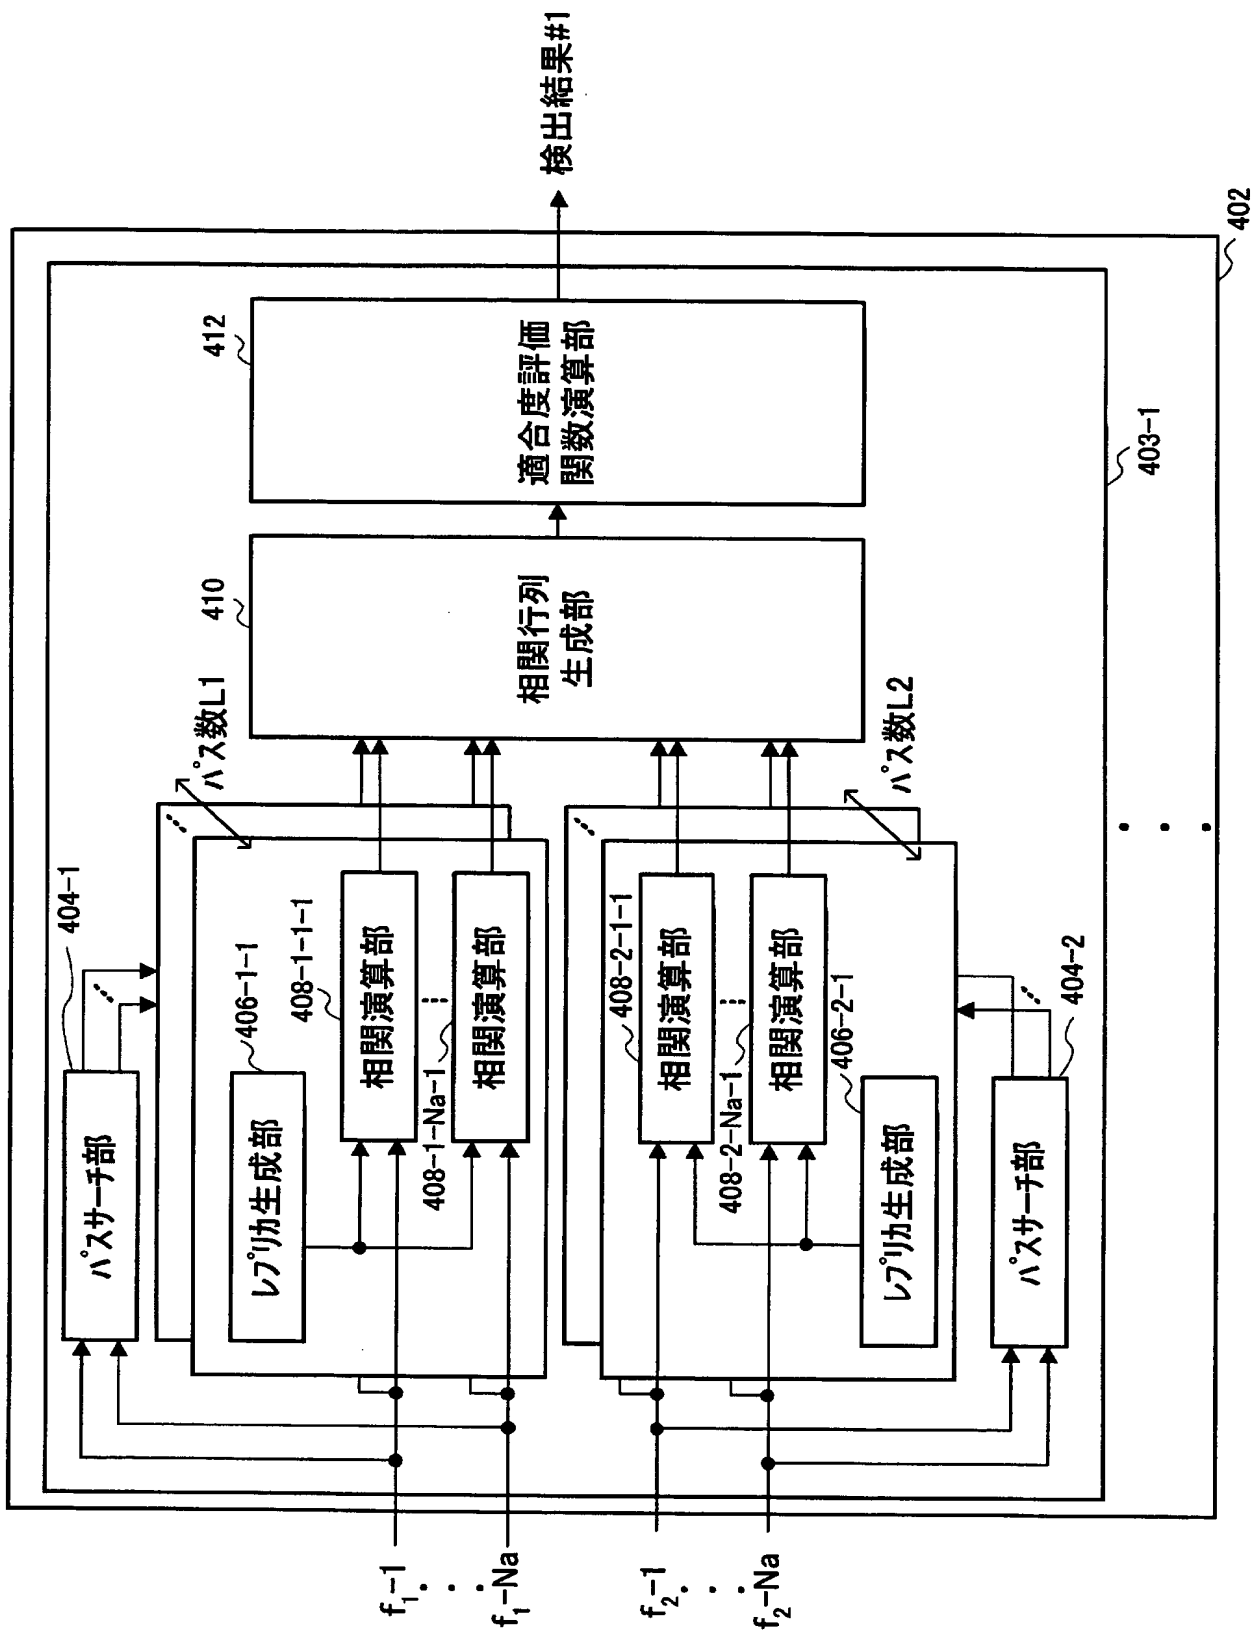 f1-1
・・・
f1-Na
f2-1
・・・
f2-Na
パスサーチ部
404-1
レプリカ生成部
406-1-1
相関演算部
408-1-1-1
相関演算部
408-1-Na-1
パス数L1
相関演算部
408-2-1-1
相関演算部
408-2-Na-1
レプリカ生成部
406-2-1
パス数L2
パスサーチ部
404-2
相関行列
生成部
410
適合度評価
関数演算部
412
検出結果#1
403-1
402